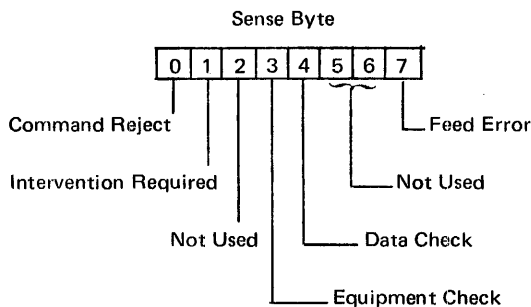 Sense Byte
0 1 2 3 4 5 6 7
Command Reject
Feed Error
Intervention Required
Not Used
Not Used
Data Check
Equipment Check